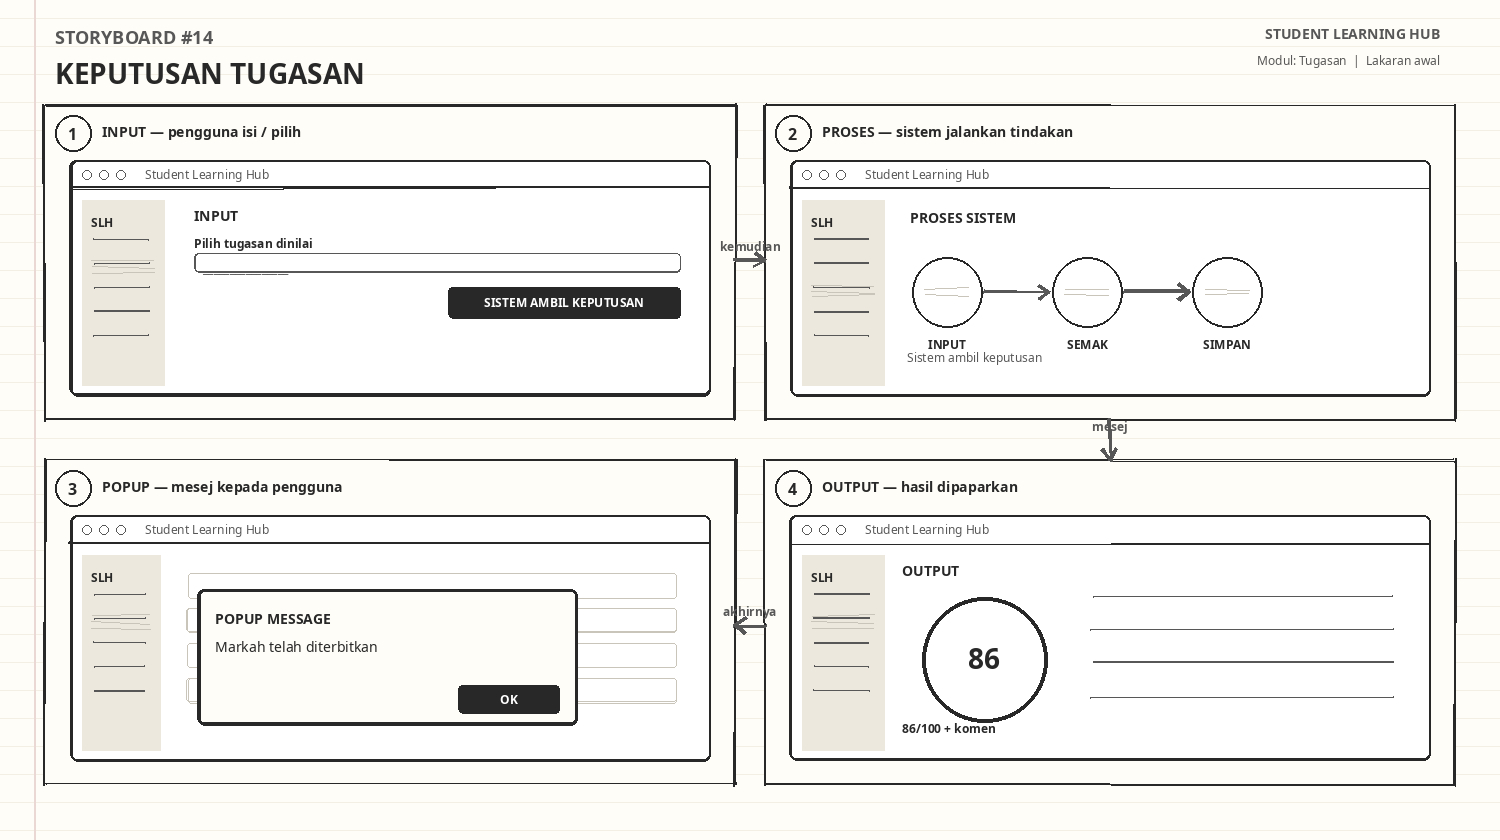 STORYBOARD #14
KEPUTUSAN TUGASAN
STUDENT LEARNING HUB
Modul: Tugasan | Lakaran awal
1
INPUT — pengguna isi / pilih
Student Learning Hub
SLH
INPUT
Pilih tugasan dinilai
SISTEM AMBIL KEPUTUSAN
kemudian
2
PROSES — sistem jalankan tindakan
Student Learning Hub
SLH
PROSES SISTEM
INPUT
SEMAK
SIMPAN
Sistem ambil keputusan
mesej
3
POPUP — mesej kepada pengguna
Student Learning Hub
SLH
POPUP MESSAGE
Markah telah diterbitkan
OK
akhirnya
4
OUTPUT — hasil dipaparkan
Student Learning Hub
SLH
OUTPUT
86
86/100 + komen